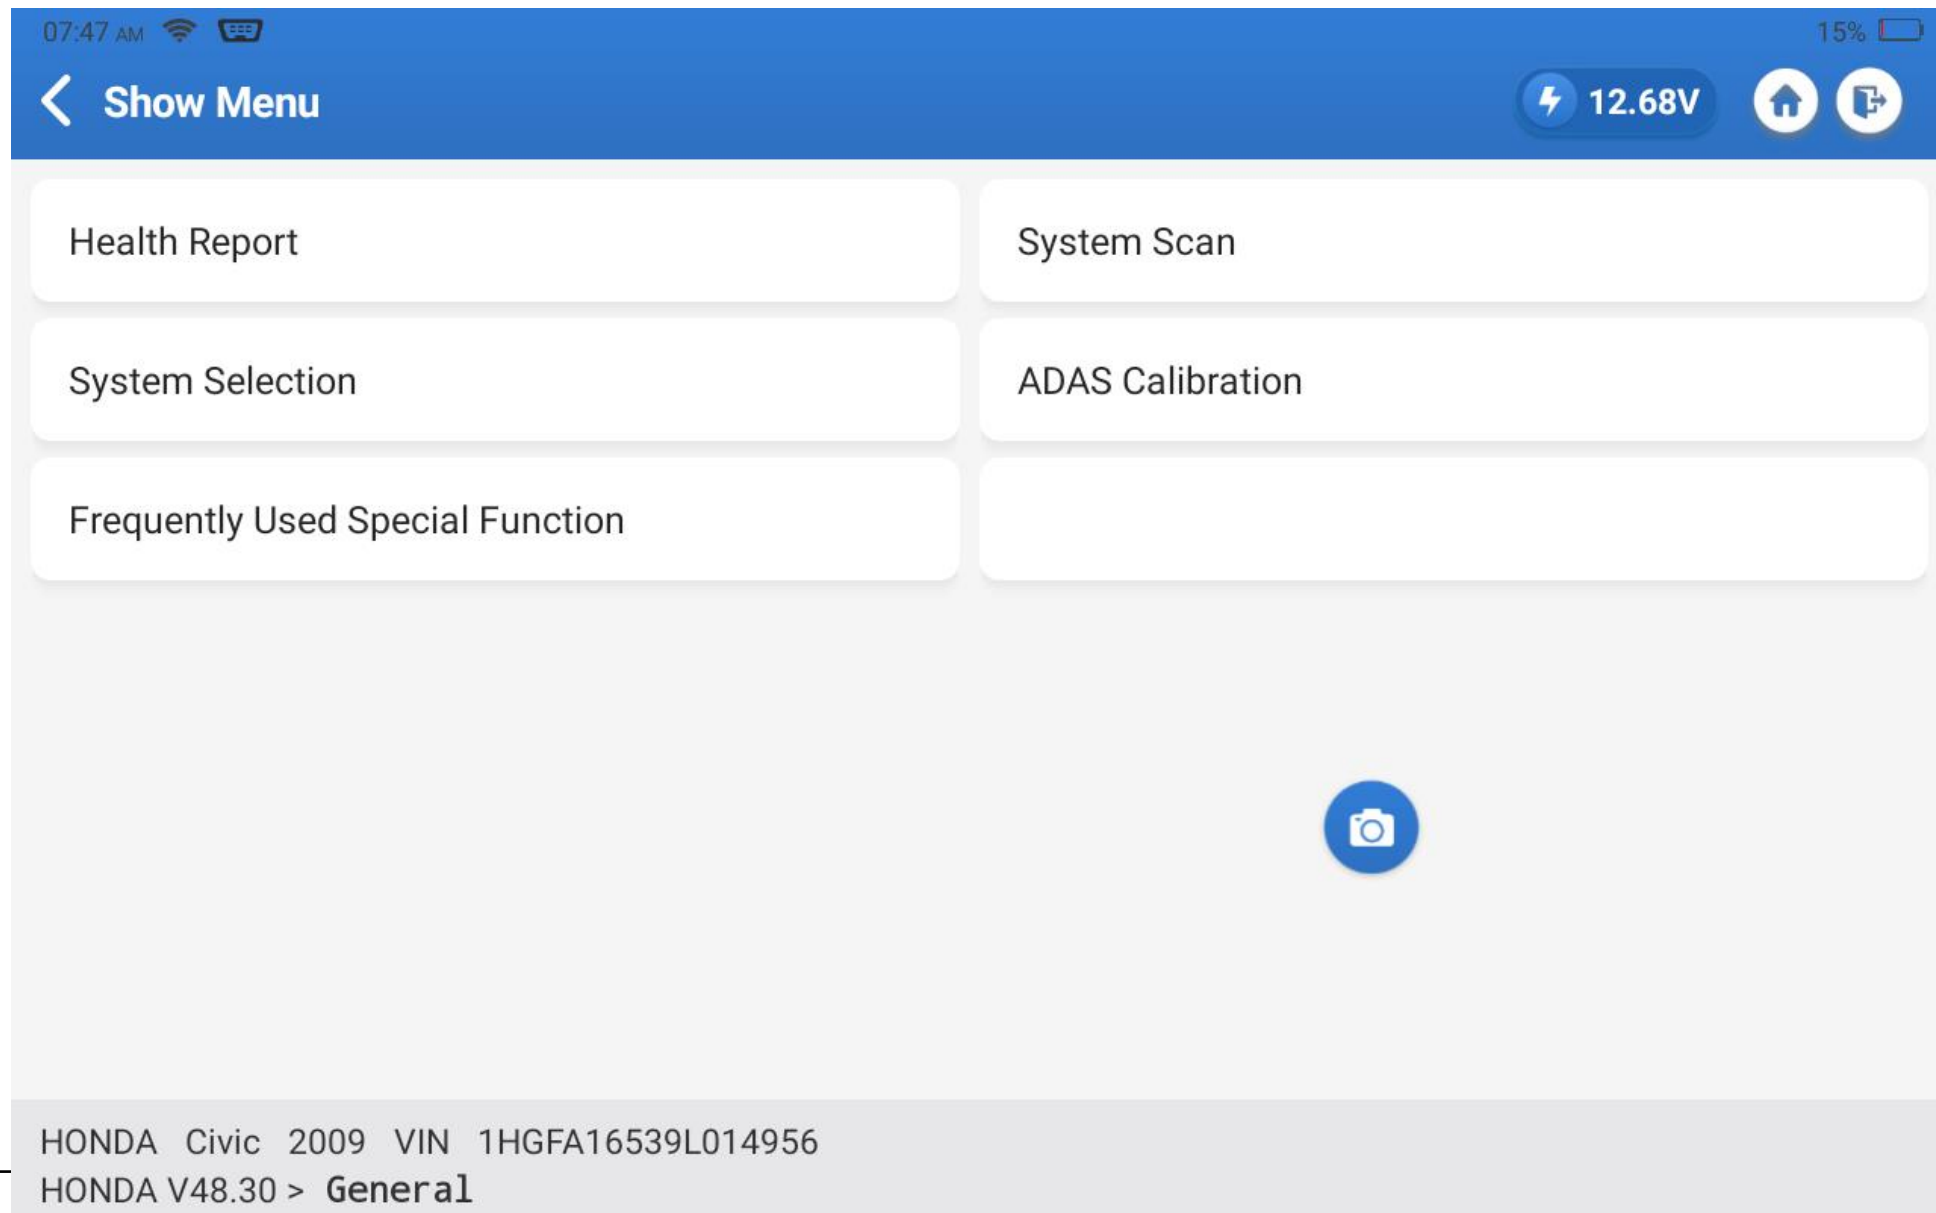 07:47 AM
15%
Show Menu
12.68V
Health Report
System Scan
System Selection
ADAS Calibration
Frequently Used Special Function
HONDA Civic 2009 VIN 1HGFA16539L014956
HONDA V48.30 > General